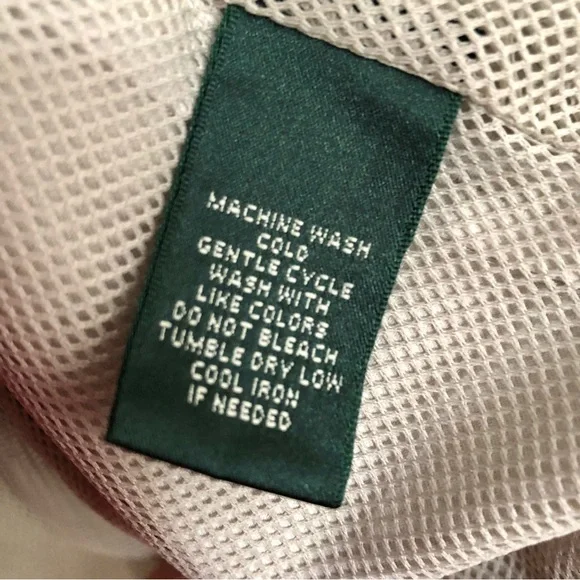 MACHINE WASH
COLD
GENTLE CYCLE
WASH WITH
LIKE COLORS
DO NOT BLEACH
TUMBLE DRY LOW
COOL IRON
IF NEEDED